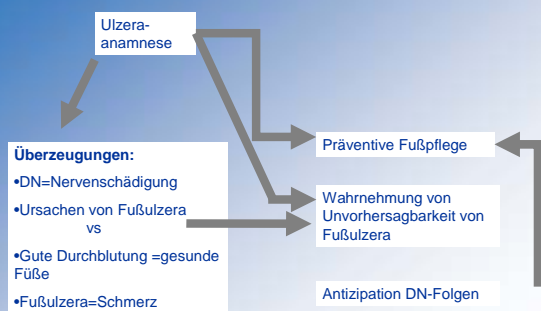 Ulzera-
anamnese
Überzeugungen:
•DN=Nervenschädigung
•Ursachen von Fußulzera
vs
•Gute Durchblutung =gesunde
Füße
•Fußulzera=Schmerz
Präventive Fußpflege
Wahrnehmung von
Unvorhersagbarkeit von
Fußulzera
Antizipation DN-Folgen